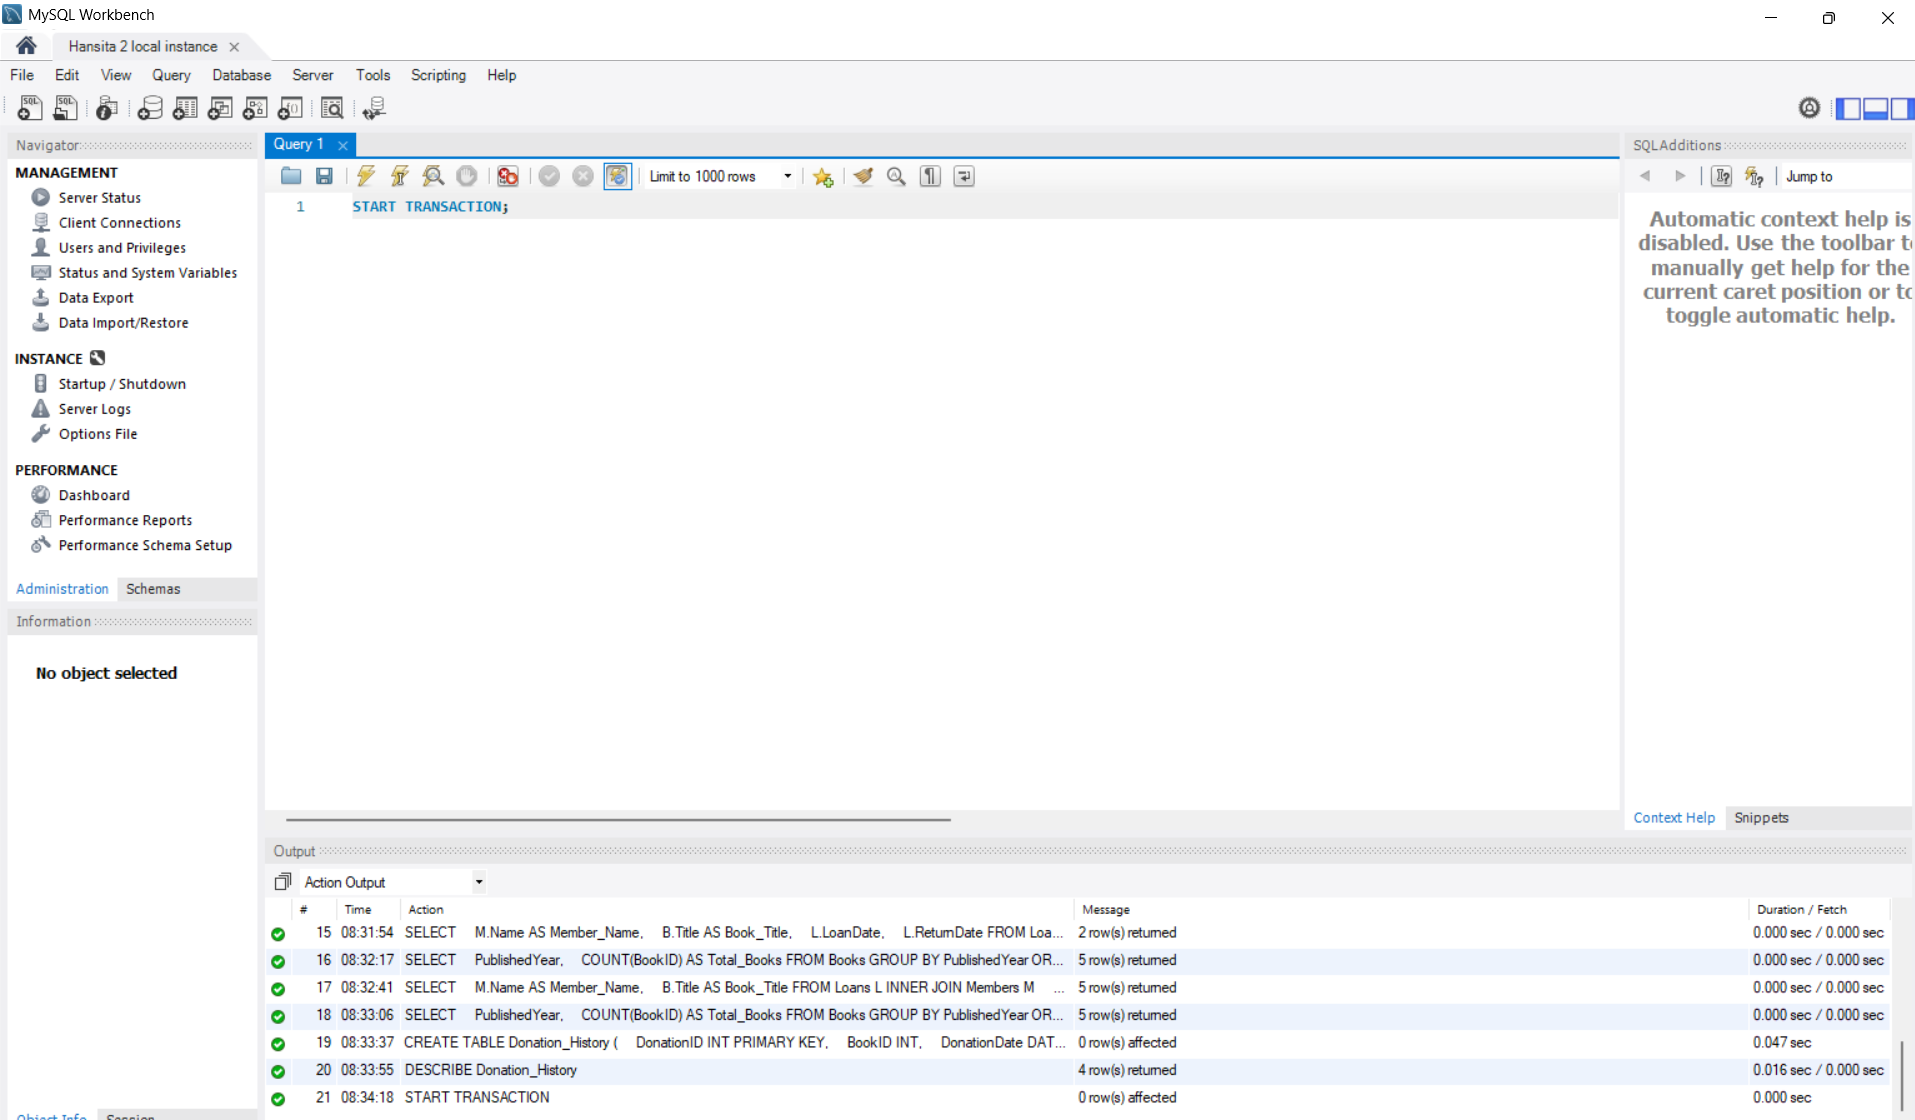 MySQL Workbench
Hansita 2 local instance
File Edit View Query Database Server Tools Scripting Help
Navigator
MANAGEMENT
Server Status
Client Connections
Users and Privileges
Status and System Variables
Data Export
Data Import/Restore
INSTANCE
Startup / Shutdown
Server Logs
Options File
PERFORMANCE
Dashboard
Performance Reports
Performance Schema Setup
Administration Schemas
Information
No object selected
Object Info Session
Query 1
Limit to 1000 rows
1 START TRANSACTION;
SQLAdditions
Jump to
Automatic context help is
disabled. Use the toolbar t
manually get help for the
current caret position or to
toggle automatic help.
Context Help Snippets
Output
Action Output
# Time Action Message Duration / Fetch
15 08:31:54 SELECT M.Name AS Member_Name, B.Title AS Book_Title, L.LoanDate, L.ReturnDate FROM Loa... 2 row(s) returned 0.000 sec / 0.000 sec
16 08:32:17 SELECT PublishedYear, COUNT(BookID) AS Total_Books FROM Books GROUP BY PublishedYear OR... 5 row(s) returned 0.000 sec / 0.000 sec
17 08:32:41 SELECT M.Name AS Member_Name, B.Title AS Book_Title FROM Loans L INNER JOIN Members M ... 5 row(s) returned 0.000 sec / 0.000 sec
18 08:33:06 SELECT PublishedYear, COUNT(BookID) AS Total_Books FROM Books GROUP BY PublishedYear OR... 5 row(s) returned 0.000 sec / 0.000 sec
19 08:33:37 CREATE TABLE Donation_History ( DonationID INT PRIMARY KEY, BookID INT, DonationDate DAT... 0 row(s) affected 0.047 sec
20 08:33:55 DESCRIBE Donation_History 4 row(s) returned 0.016 sec / 0.000 sec
21 08:34:18 START TRANSACTION 0 row(s) affected 0.000 sec